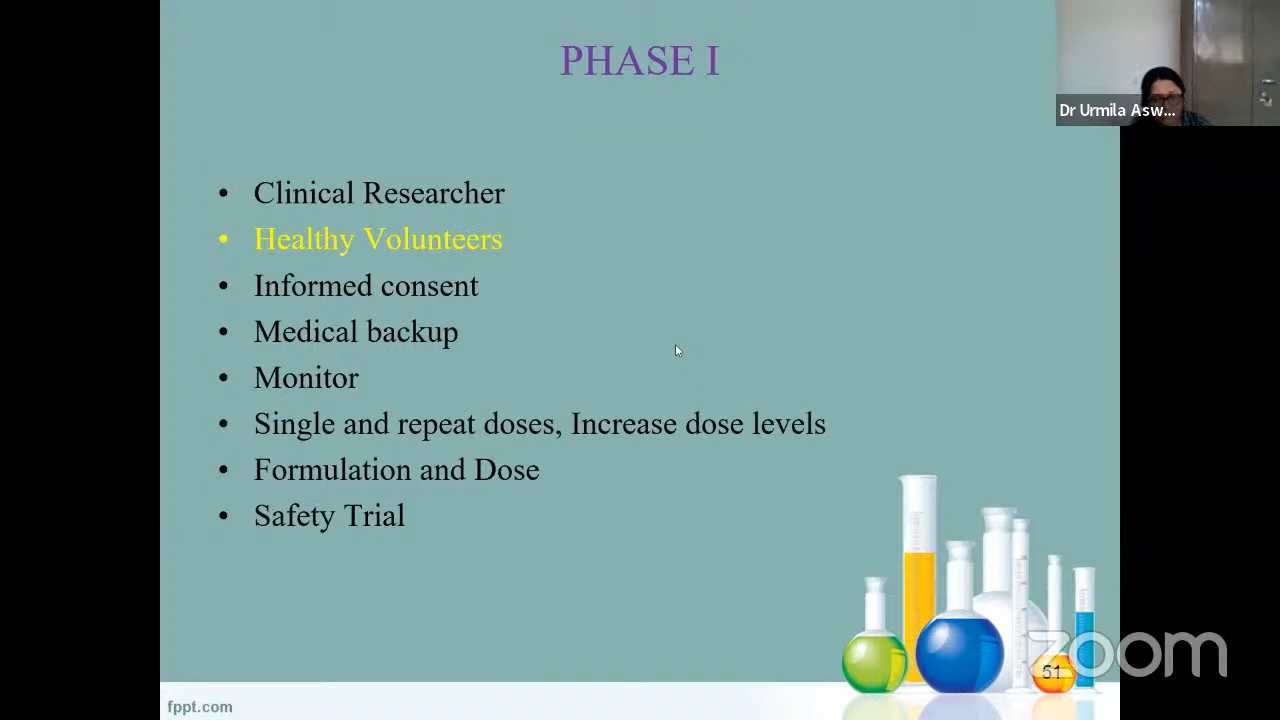 PHASE I
Dr Urmila Asw...
• Clinical Researcher
• Healthy Volunteers
• Informed consent
• Medical backup
• Monitor
• Single and repeat doses, Increase dose levels
• Formulation and Dose
• Safety Trial
zoom
51
fppt.com